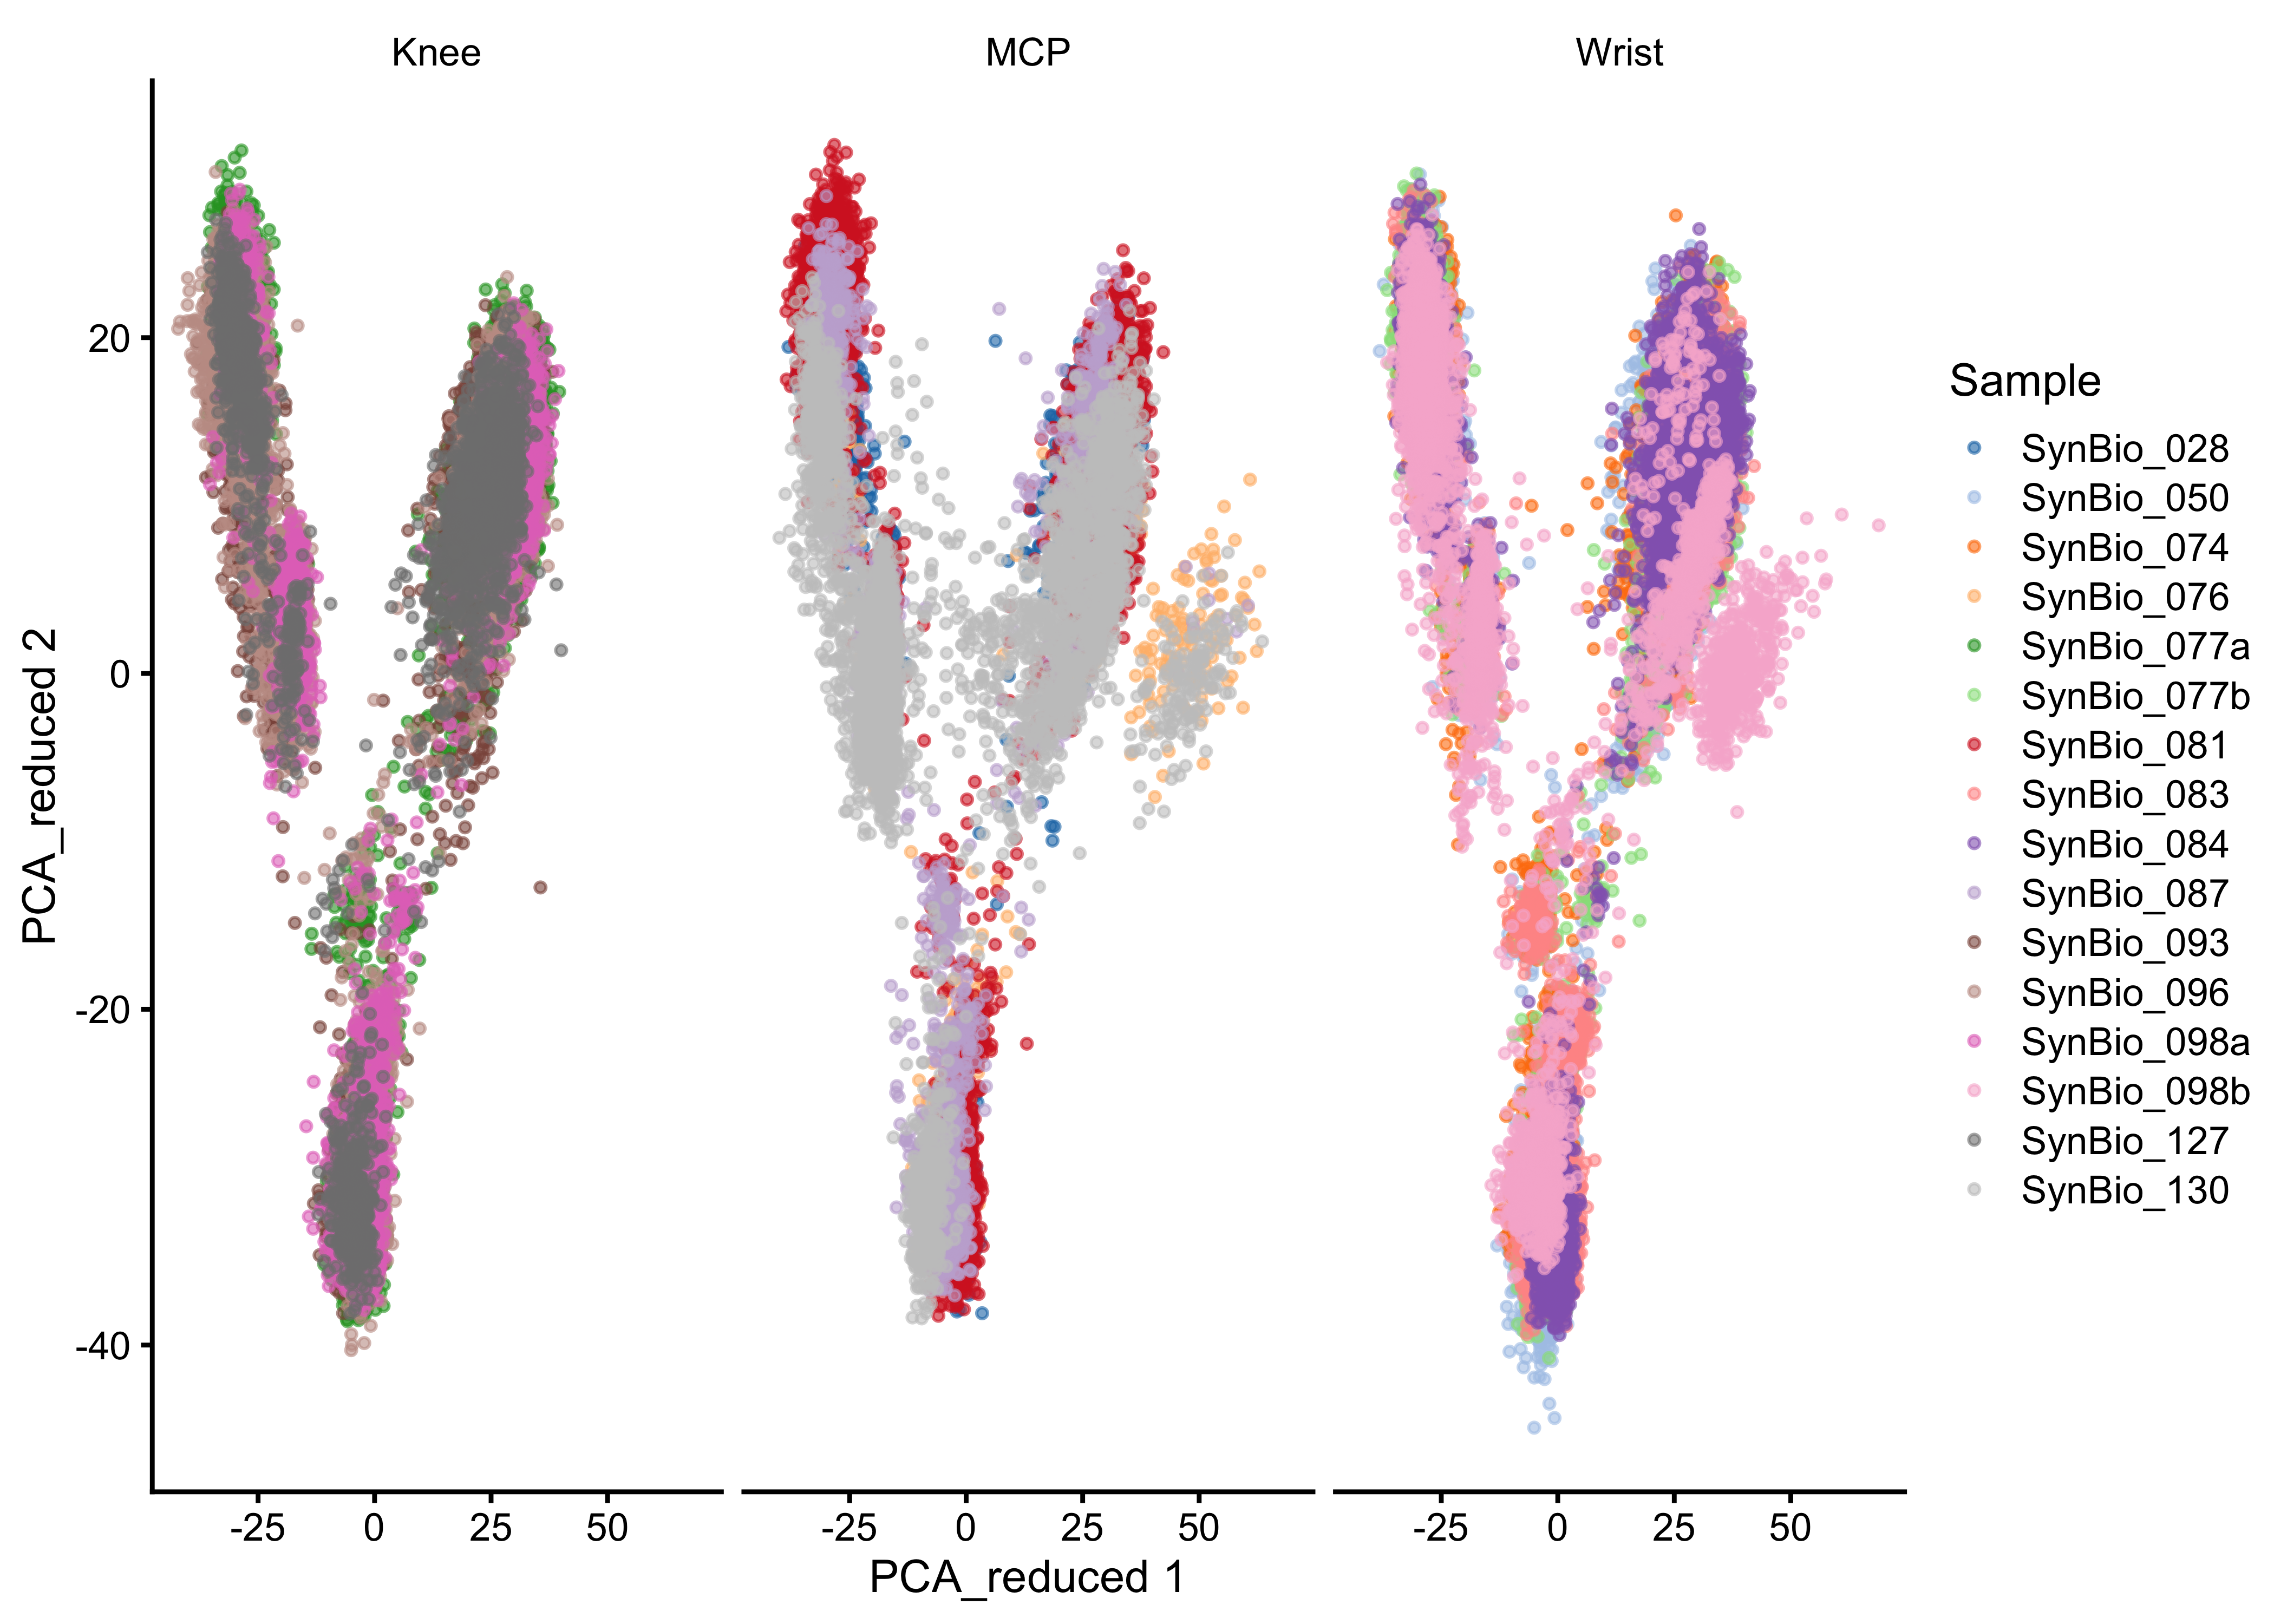 Knee MCP Wrist
20
0
-20
-40
PCA_reduced 2
-25 0 25 50 -25 0 25 50 -25 0 25 50
PCA_reduced 1
Sample
SynBio_028
SynBio_050
SynBio_074
SynBio_076
SynBio_077a
SynBio_077b
SynBio_081
SynBio_083
SynBio_084
SynBio_087
SynBio_093
SynBio_096
SynBio_098a
SynBio_098b
SynBio_127
SynBio_130